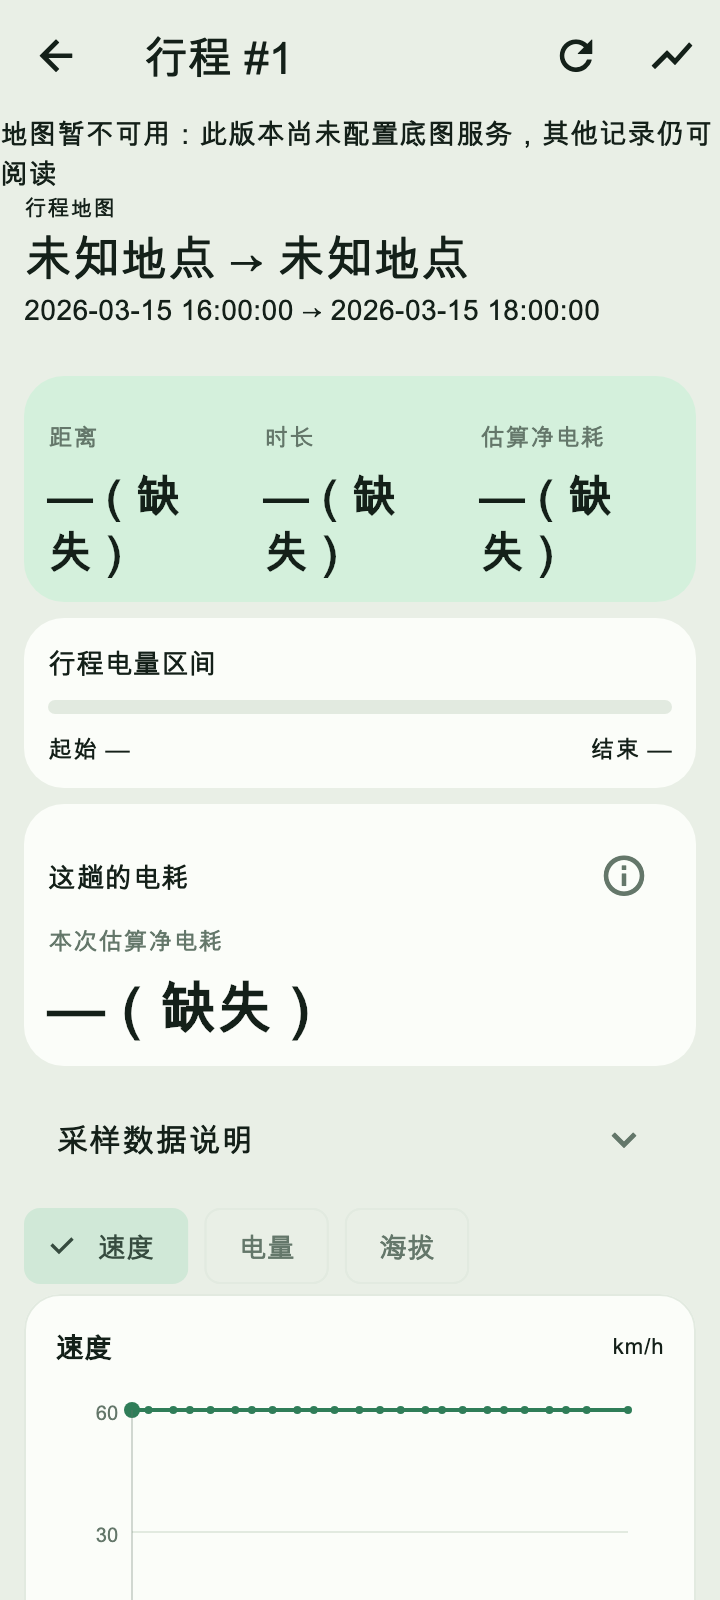 行程 #1
地图暂不可用：此版本尚未配置底图服务，其他记录仍可
阅读
行程地图
未知地点 → 未知地点
2026-03-15 16:00:00 → 2026-03-15 18:00:00
距离 时长 估算净电耗
—（缺 —（缺 —（缺
失） 失） 失）
行程电量区间
起始 — 结束 —
这趟的电耗
本次估算净电耗
—（缺失）
采样数据说明
速度 电量 海拔
速度 km/h
60
30